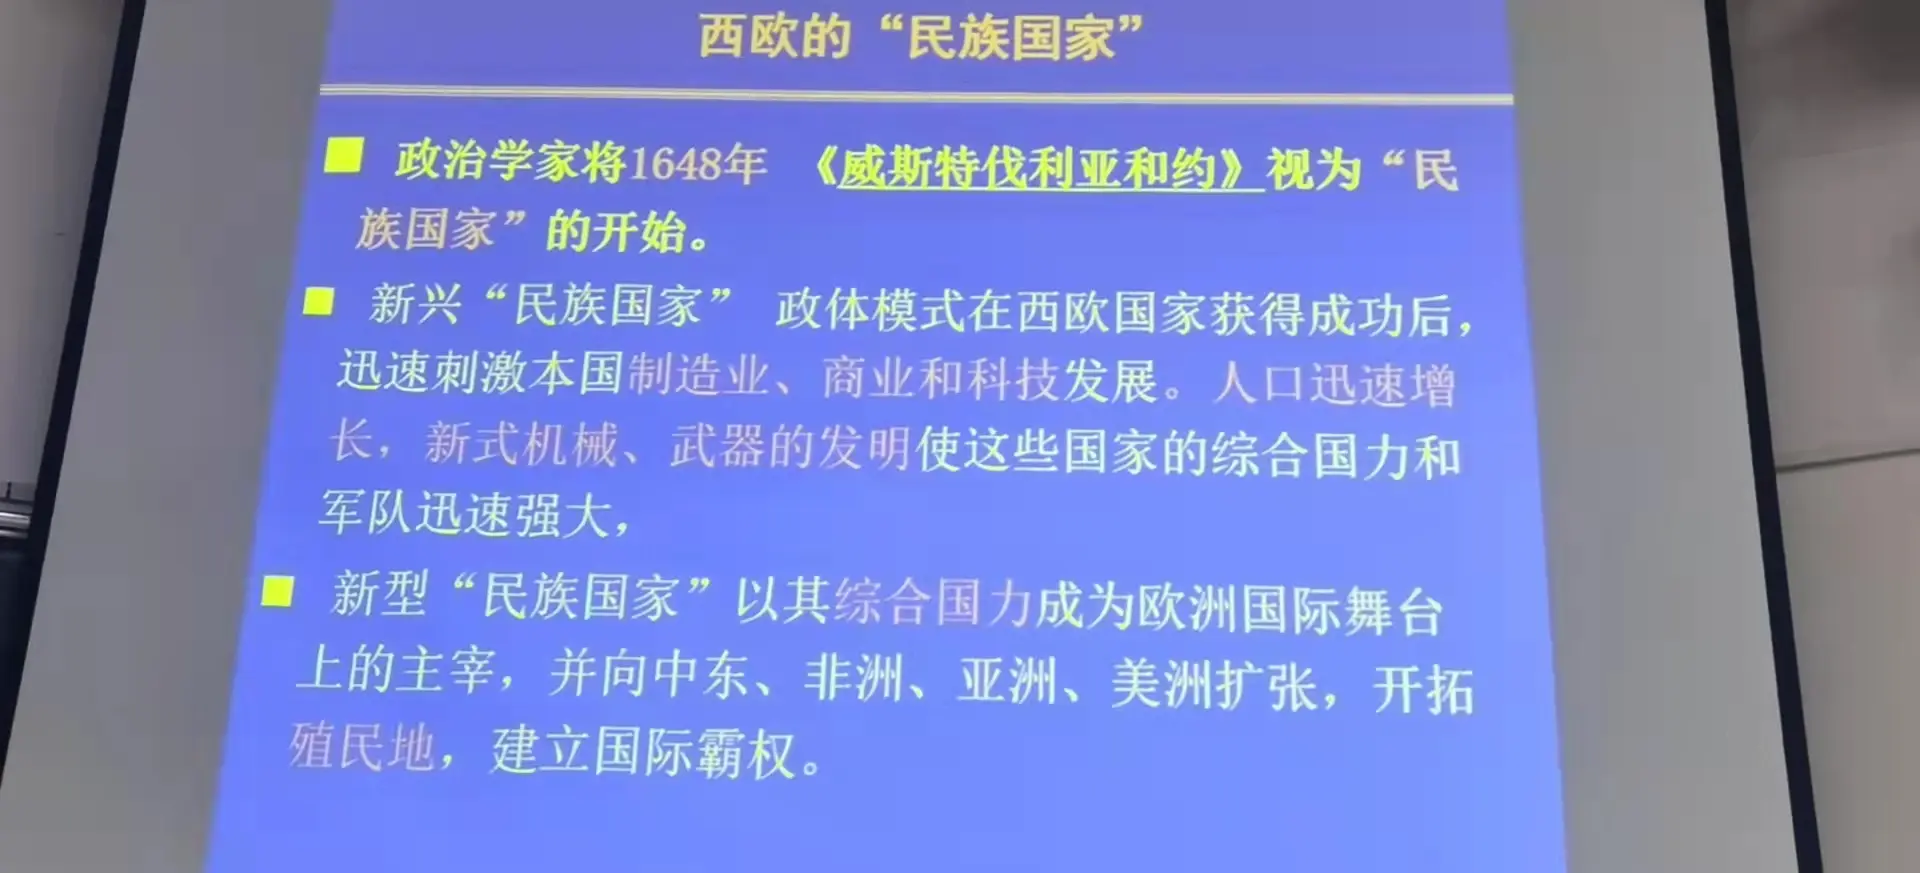 西欧的“民族国家”
政治学家将1648年 《威斯特伐利亚和约》视为“民
族国家”的开始。
新兴“民族国家” 政体模式在西欧国家获得成功后，
迅速刺激本国制造业、商业和科技发展。人口迅速增
长，新式机械、武器的发明使这些国家的综合国力和
军队迅速强大，
新型“民族国家”以其综合国力成为欧洲国际舞台
上的主宰，并向中东、非洲、亚洲、美洲扩张，开拓
殖民地，建立国际霸权。